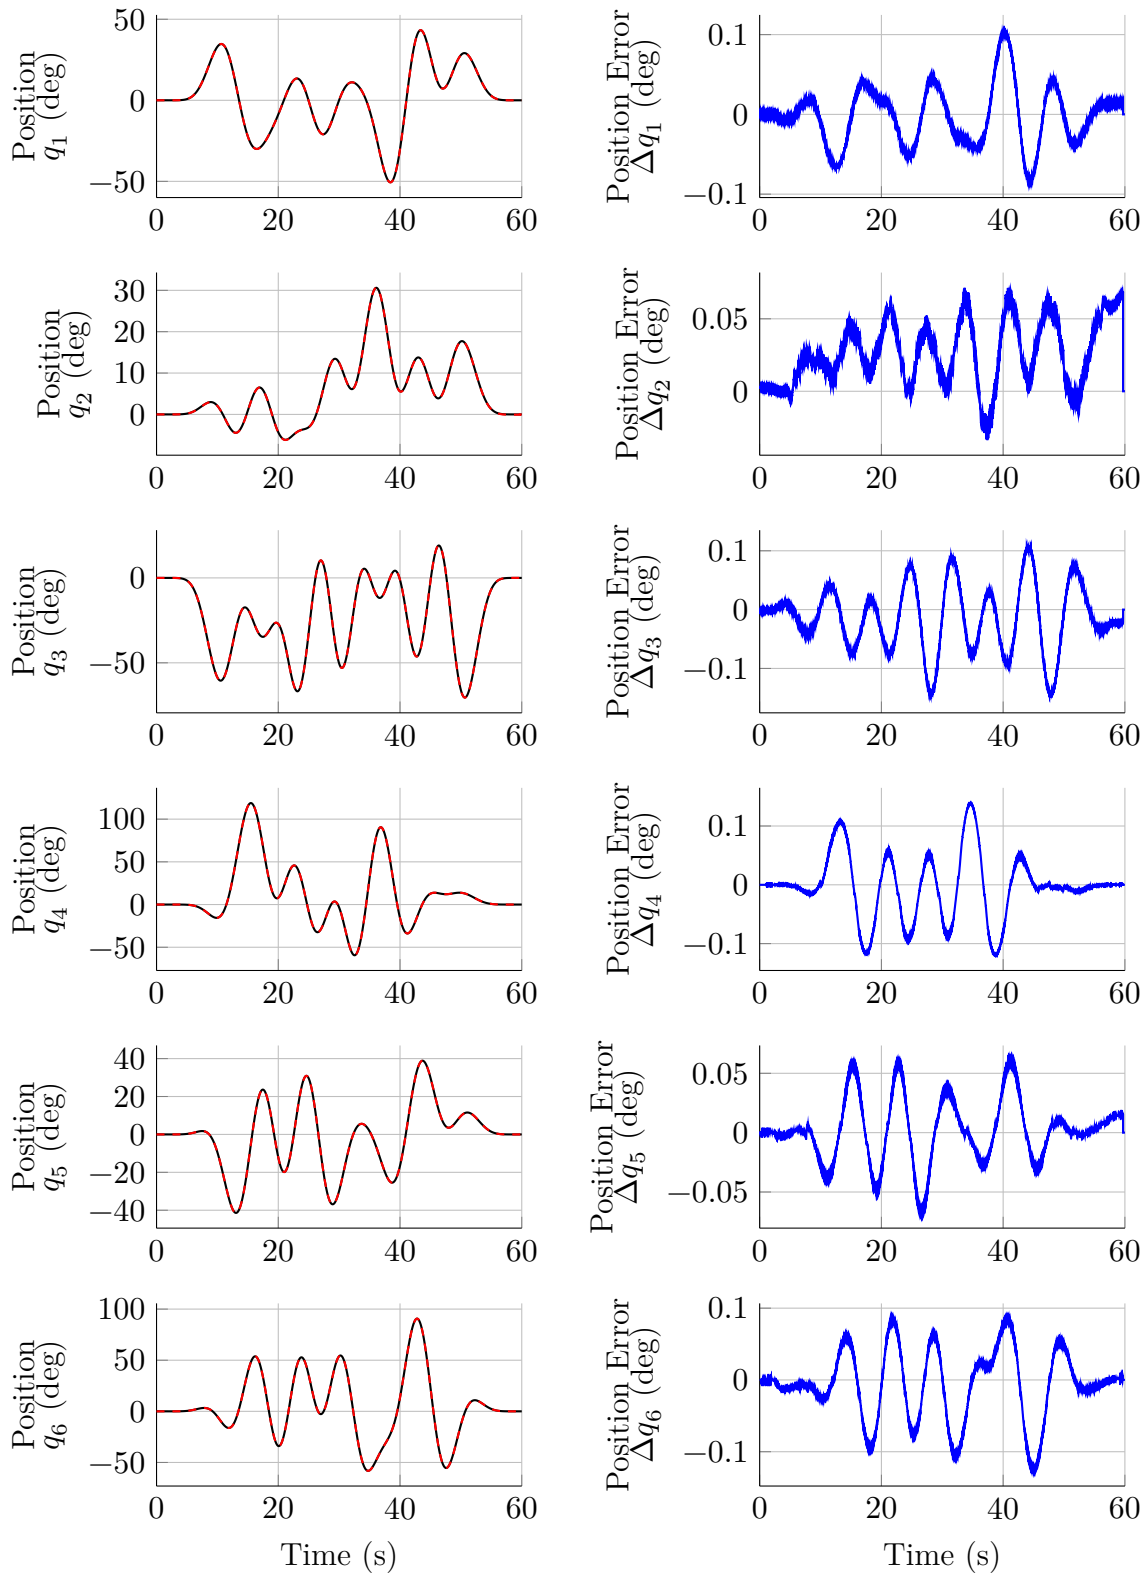 Position
q₁ (deg)
50
0
−50
0 20 40 60
Position Error
Δq₁ (deg)
0.1
0
−0.1
0 20 40 60
Position
q₂ (deg)
30
20
10
0
0 20 40 60
Position Error
Δq₂ (deg)
0.05
0
0 20 40 60
Position
q₃ (deg)
0
−50
0 20 40 60
Position Error
Δq₃ (deg)
0.1
0
−0.1
0 20 40 60
Position
q₄ (deg)
100
50
0
−50
0 20 40 60
Position Error
Δq₄ (deg)
0.1
0
−0.1
0 20 40 60
Position
q₅ (deg)
40
20
0
−20
−40
0 20 40 60
Position Error
Δq₅ (deg)
0.05
0
−0.05
0 20 40 60
Position
q₆ (deg)
100
50
0
−50
0 20 40 60
Time (s)
Position Error
Δq₆ (deg)
0.1
0
−0.1
0 20 40 60
Time (s)